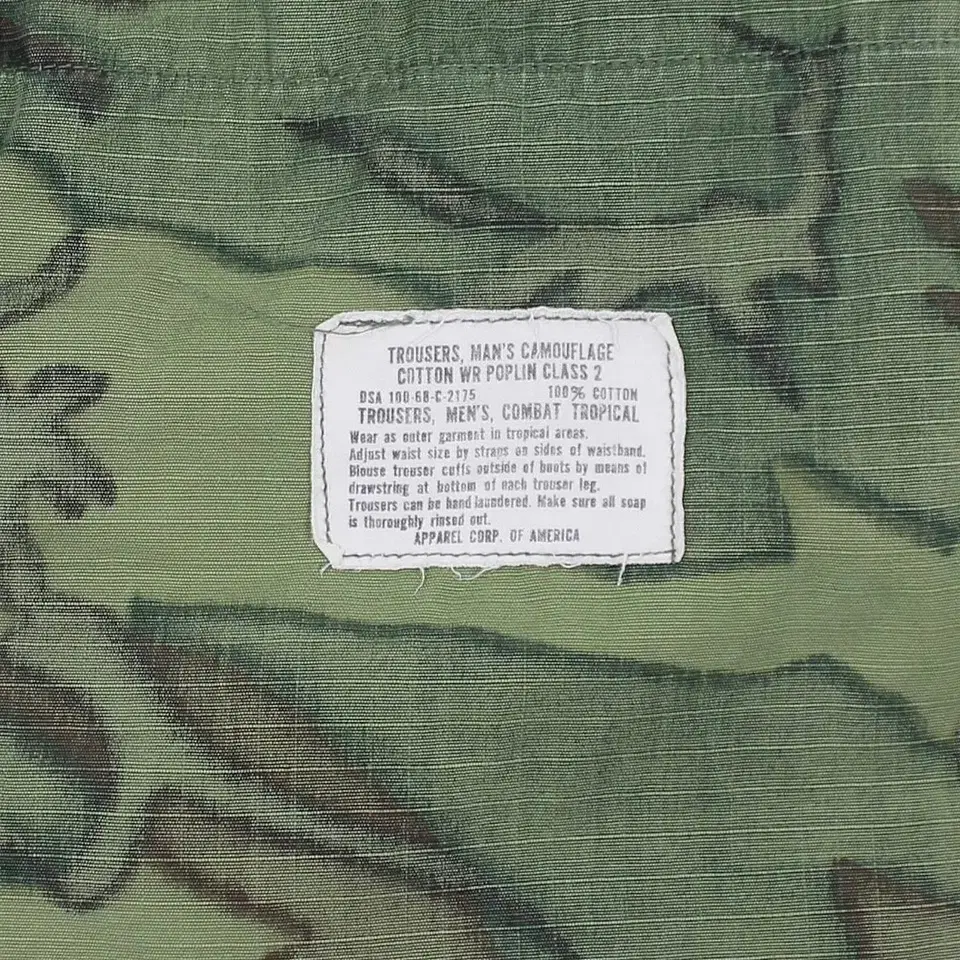 TROUSERS, MAN'S CAMOUFLAGE
COTTON WR POPLIN CLASS 2
DSA 100-68-C-2175 100% COTTON
TROUSERS, MEN'S, COMBAT TROPICAL
Wear as outer garment in tropical areas.
Adjust waist size by straps on sides of waistband.
Blouse trouser cuffs outside of boots by means of
drawstring at bottom of each trouser leg.
Trousers can be hand laundered. Make sure all soap
is thoroughly rinsed out.
APPAREL CORP. OF AMERICA